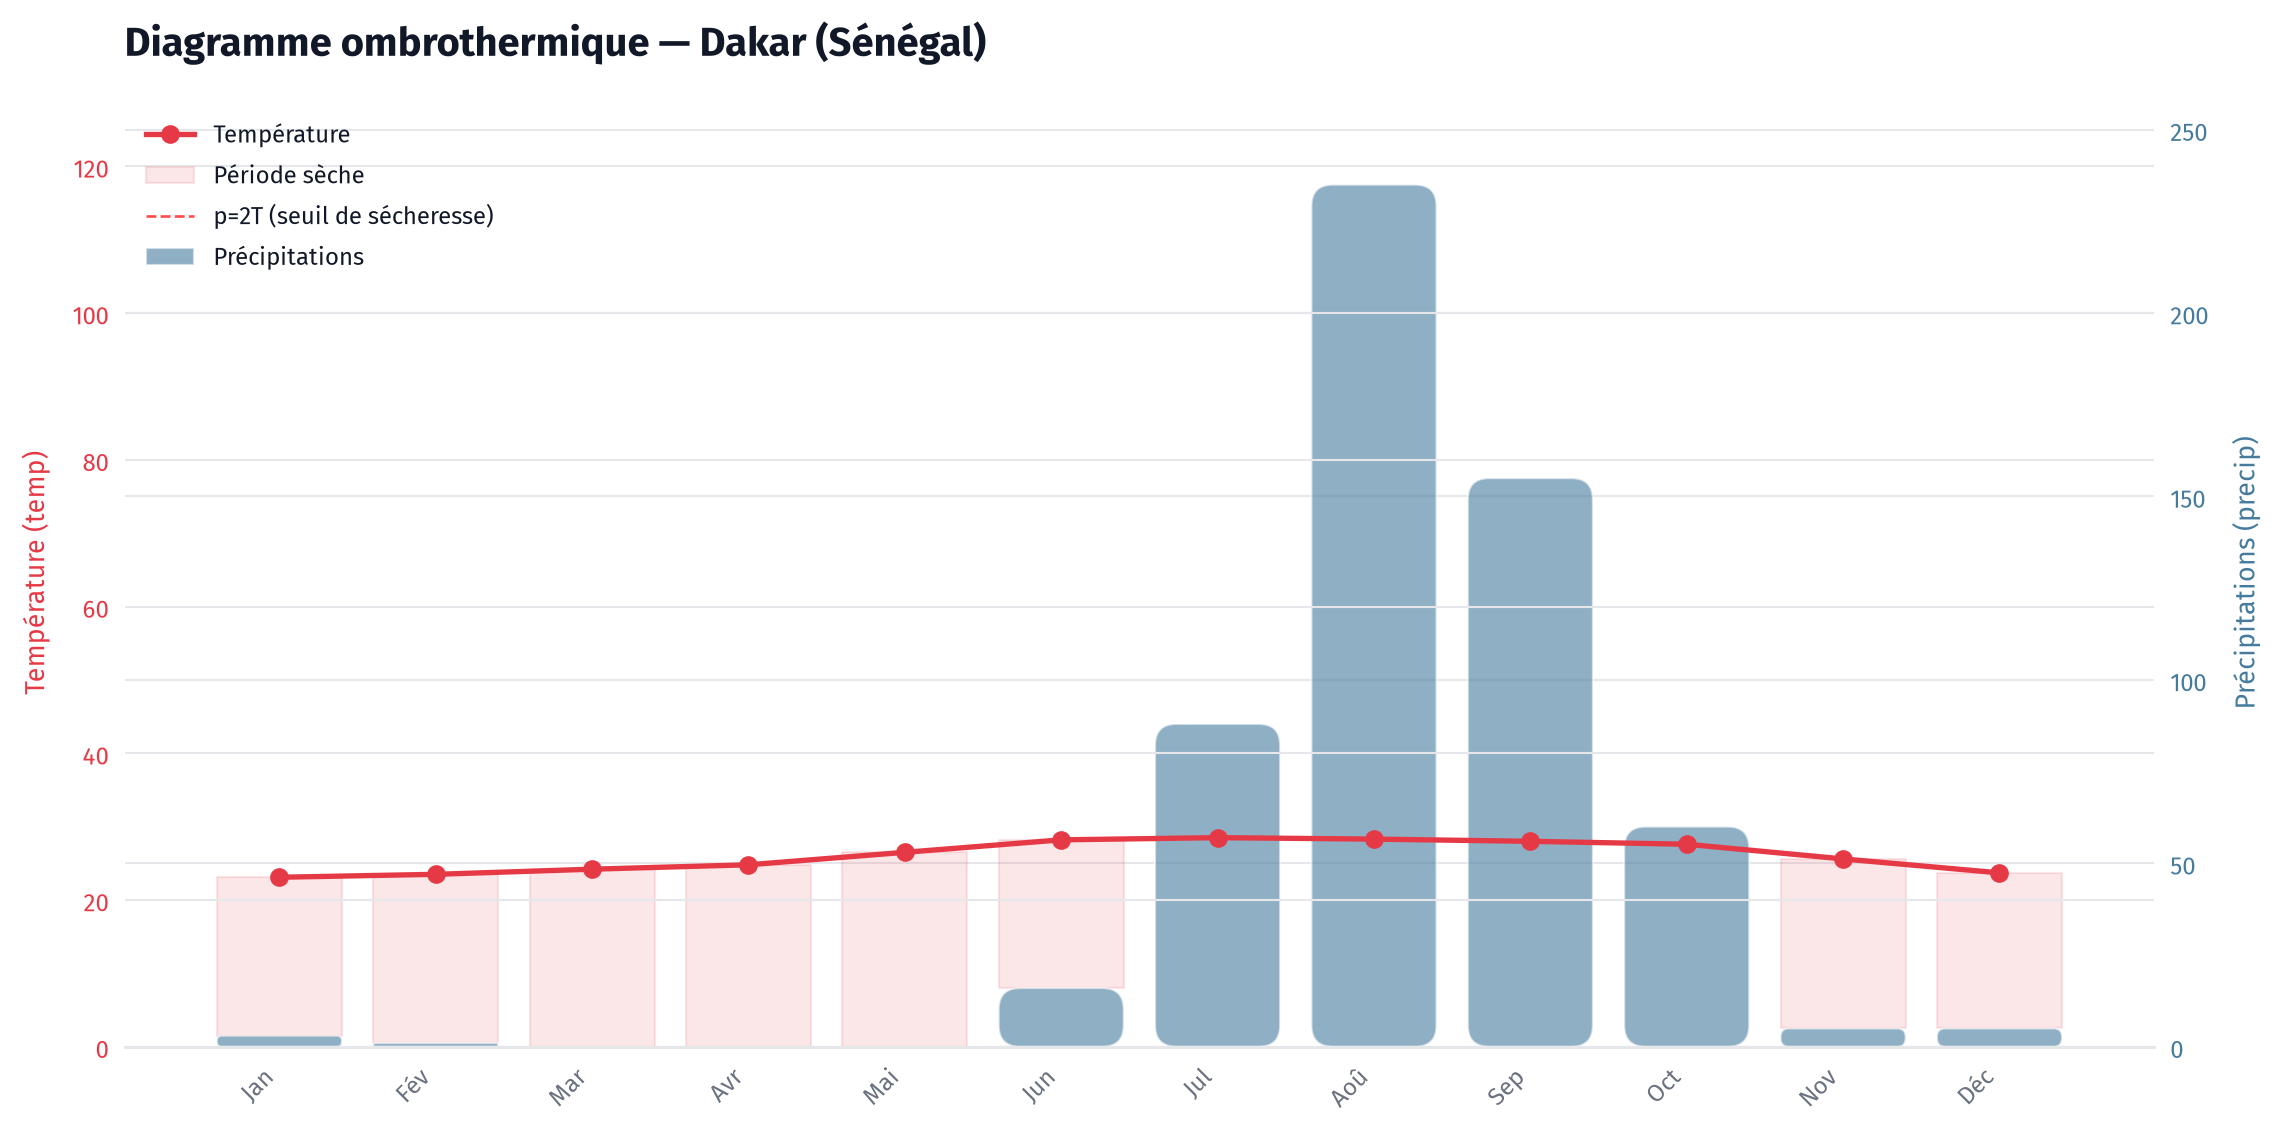 Diagramme ombrothermique — Dakar (Sénégal)
Température
Période sèche
p=2T (seuil de sécheresse)
Précipitations
Température (temp)
120
100
80
60
40
20
0
250
200
150
100
50
0
Précipitations (precip)
Jan
Fév
Mar
Avr
Mai
Jun
Jul
Aoû
Sep
Oct
Nov
Déc